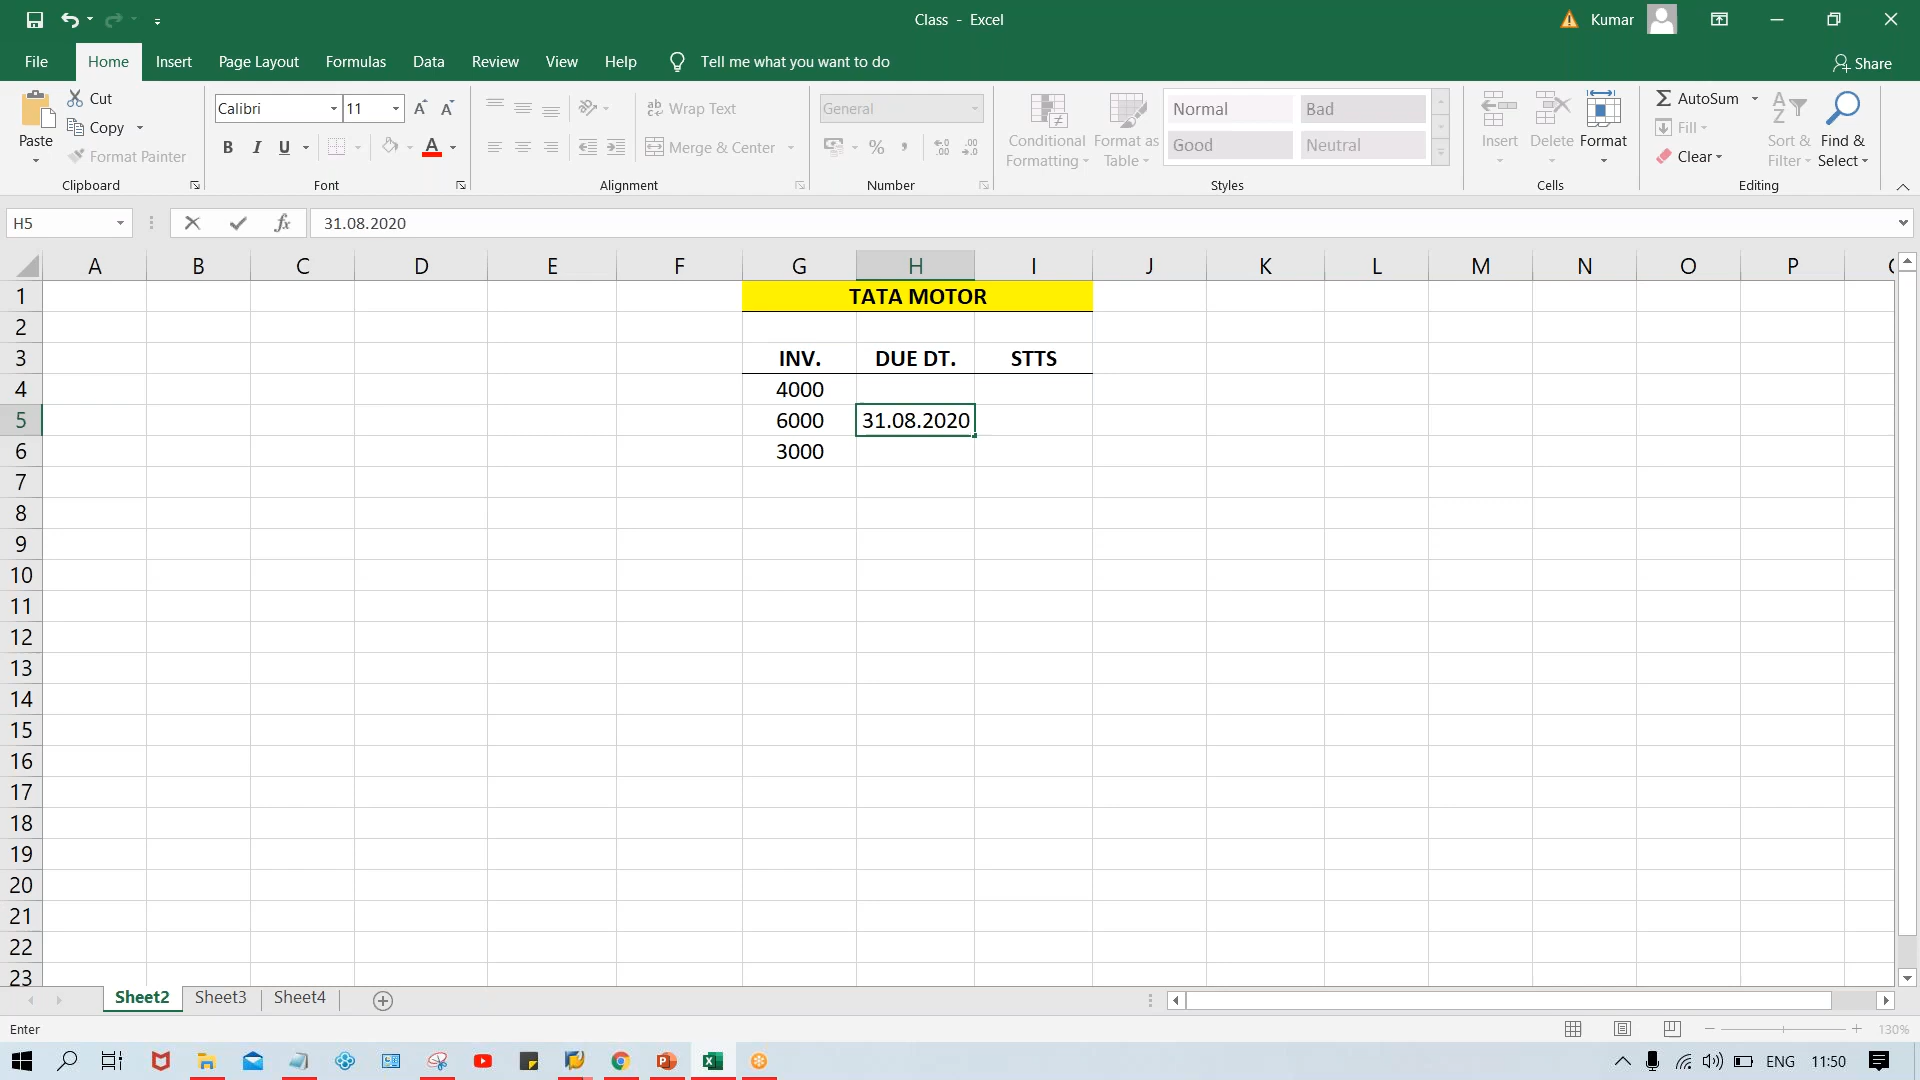 Class - Excel
Kumar
File Home Insert Page Layout Formulas Data Review View Help Tell me what you want to do Share
Paste
Cut
Copy
Format Painter
Clipboard
Calibri 11
B I U
Font
ab Wrap Text
Merge & Center
Alignment
General
%
Number
Conditional Formatting
Format as Table
Normal Bad
Good Neutral
Styles
Insert Delete Format
Cells
AutoSum
Fill
Clear
Sort & Filter
Find & Select
Editing
H5 fx 31.08.2020
A B C D E F G H I J K L M N O P
1 TATA MOTOR
2
3 INV. DUE DT. STTS
4 4000
5 6000 31.08.2020
6 3000
7
8
9
10
11
12
13
14
15
16
17
18
19
20
21
22
23
Sheet2 Sheet3 Sheet4
Enter 130%
ENG 11:50